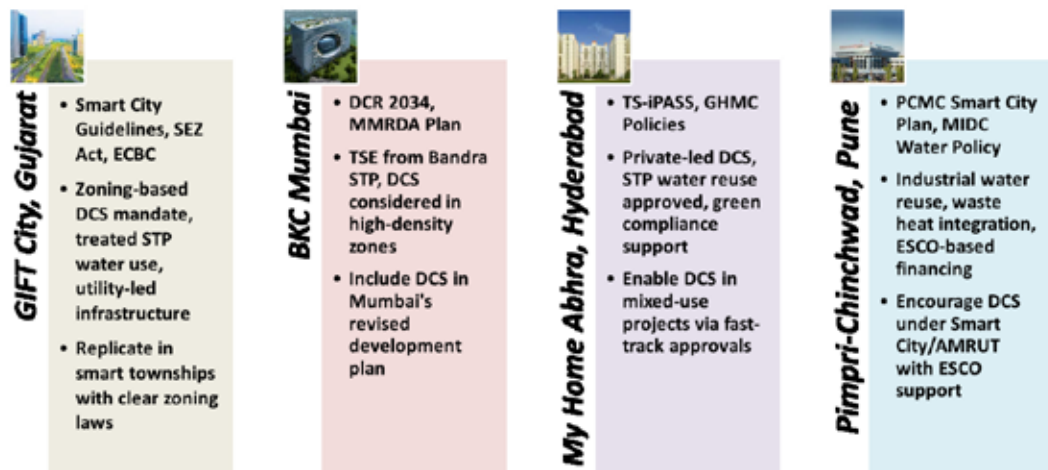 GIFT City, Gujarat
• Smart City
Guidelines, SEZ
Act, ECBC
• Zoning-based
DCS mandate,
treated STP
water use,
utility-led
infrastructure
• Replicate in
smart townships
with clear zoning
laws
BKC Mumbai
• DCR 2034,
MMRDA Plan
• TSE from Bandra
STP, DCS
considered in
high-density
zones
• Include DCS in
Mumbai's
revised
development
plan
My Home Abhra, Hyderabad
• TS-iPASS, GHMC
Policies
• Private-led DCS,
STP water reuse
approved, green
compliance
support
• Enable DCS in
mixed-use
projects via fast-
track approvals
Pimpri-Chinchwad, Pune
• PCMC Smart City
Plan, MIDC
Water Policy
• Industrial water
reuse, waste
heat integration,
ESCO-based
financing
• Encourage DCS
under Smart
City/AMRUT
with ESCO
support